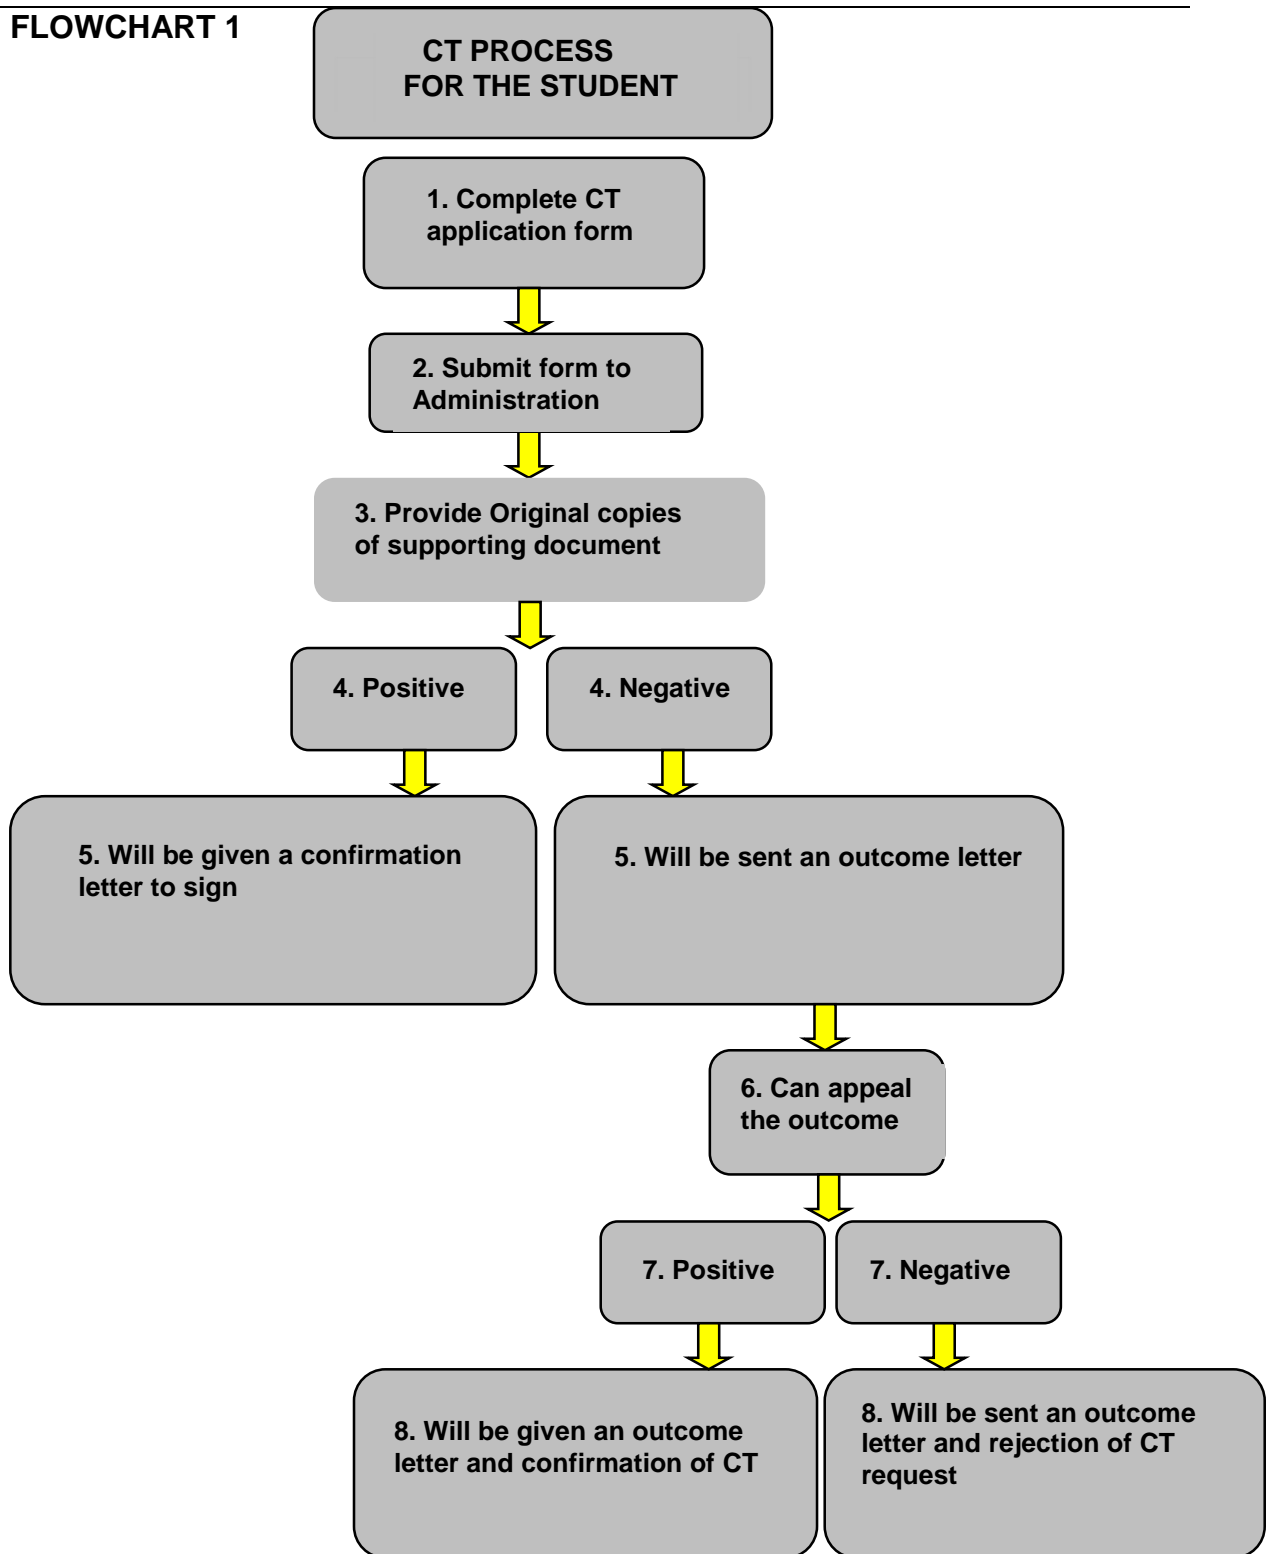 FLOWCHART 1
CT PROCESS
FOR THE STUDENT
1. Complete CT
application form
2. Submit form to
Administration
3. Provide Original copies
of supporting document
4. Positive
4. Negative
5. Will be given a confirmation
letter to sign
5. Will be sent an outcome letter
6. Can appeal
the outcome
7. Positive
7. Negative
8. Will be given an outcome
letter and confirmation of CT
8. Will be sent an outcome
letter and rejection of CT
request